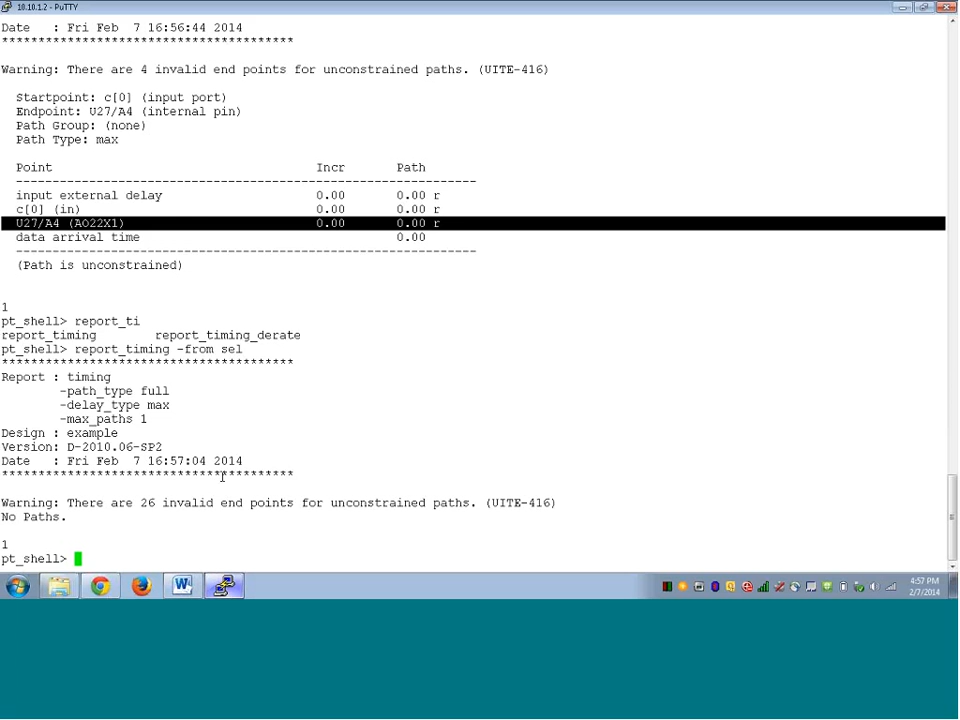 10.10.1.2 - PuTTY
Date   : Fri Feb  7 16:56:44 2014
****************************************
Warning: There are 4 invalid end points for unconstrained paths. (UITE-416)
Startpoint: c[0] (input port)
Endpoint: U27/A4 (internal pin)
Path Group: (none)
Path Type: max
Point                                    Incr       Path
---------------------------------------------------------------
input external delay                     0.00       0.00 r
c[0] (in)                                0.00       0.00 r
U27/A4 (AO22X1)                          0.00       0.00 r
data arrival time                                   0.00
---------------------------------------------------------------
(Path is unconstrained)
1
pt_shell> report_ti
report_timing        report_timing_derate
pt_shell> report_timing -from sel
****************************************
Report : timing
-path_type full
-delay_type max
-max_paths 1
Design : example
Version: D-2010.06-SP2
Date   : Fri Feb  7 16:57:04 2014
****************************************
Warning: There are 26 invalid end points for unconstrained paths. (UITE-416)
No Paths.
1
pt_shell>
4:57 PM
2/7/2014